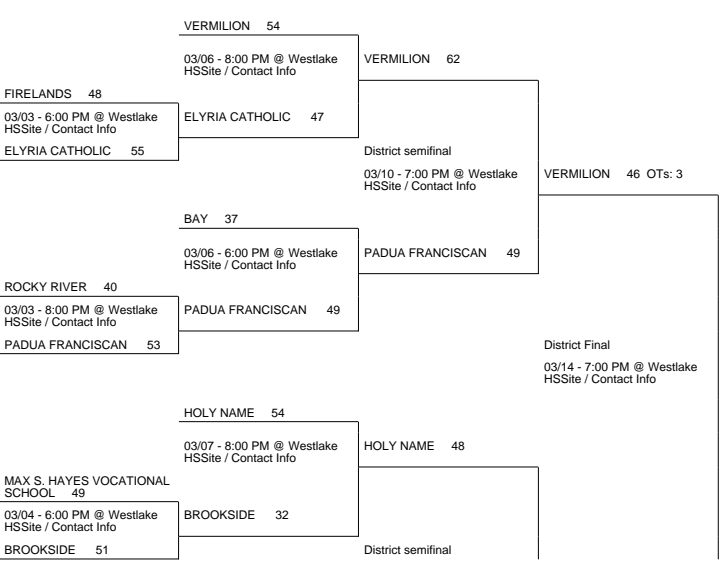 VERMILION 54
03/06 - 8:00 PM @ Westlake
HSSite / Contact Info
VERMILION 62
FIRELANDS 48
03/03 - 6:00 PM @ Westlake
HSSite / Contact Info
ELYRIA CATHOLIC 47
ELYRIA CATHOLIC 55
District semifinal
03/10 - 7:00 PM @ Westlake
HSSite / Contact Info
VERMILION 46 OTs: 3
BAY 37
03/06 - 6:00 PM @ Westlake
HSSite / Contact Info
PADUA FRANCISCAN 49
ROCKY RIVER 40
03/03 - 8:00 PM @ Westlake
HSSite / Contact Info
PADUA FRANCISCAN 49
PADUA FRANCISCAN 53
District Final
03/14 - 7:00 PM @ Westlake
HSSite / Contact Info
HOLY NAME 54
03/07 - 8:00 PM @ Westlake
HSSite / Contact Info
HOLY NAME 48
MAX S. HAYES VOCATIONAL
SCHOOL 49
03/04 - 6:00 PM @ Westlake
HSSite / Contact Info
BROOKSIDE 32
BROOKSIDE 51
District semifinal